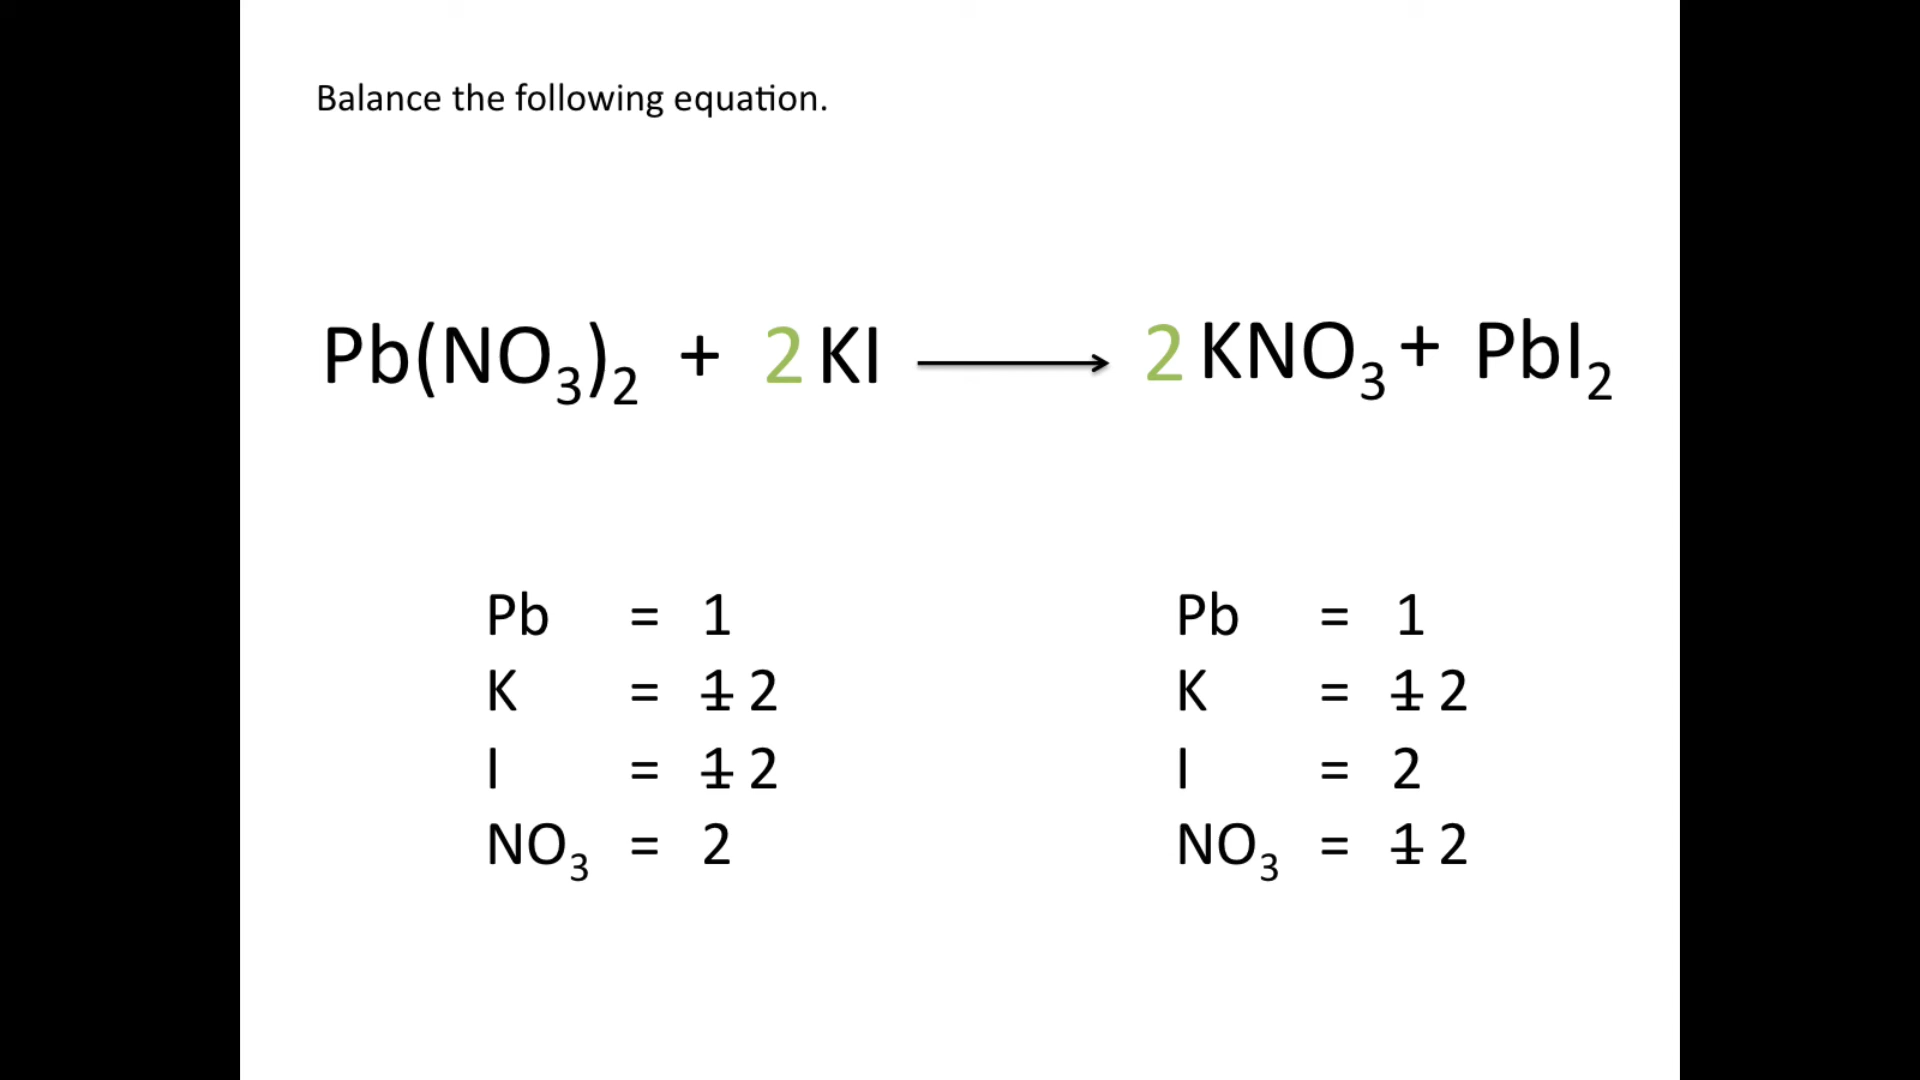 Balance the following equation.
Pb(NO₃)₂ + 2 KI ⟶ 2 KNO₃ + PbI₂
Pb = 1 Pb = 1
K = ~~1~~ 2 K = ~~1~~ 2
I = ~~1~~ 2 I = 2
NO₃ = 2 NO₃ = ~~1~~ 2